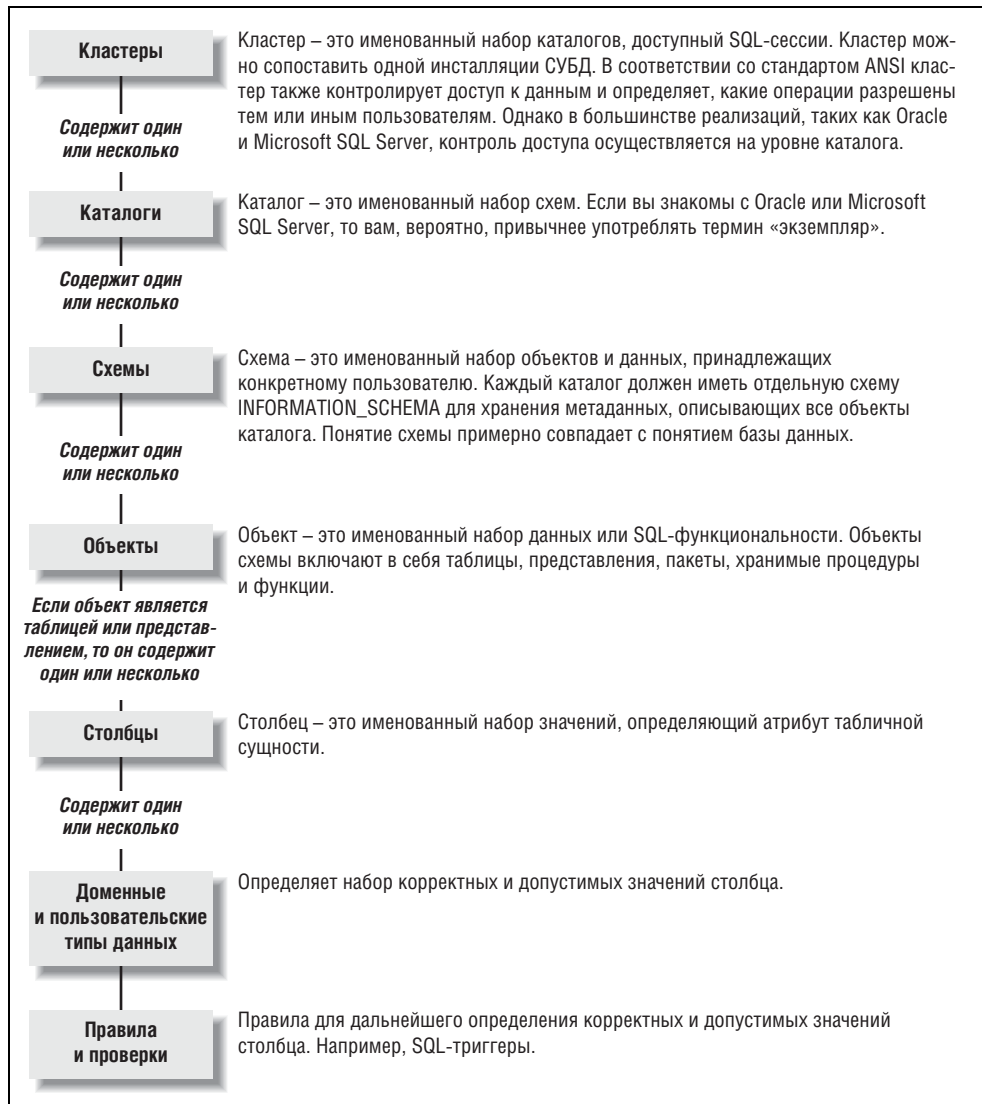 Кластеры
Кластер – это именованный набор каталогов, доступный SQL-сессии. Кластер мож-
но сопоставить одной инсталляции СУБД. В соответствии со стандартом ANSI клас-
тер также контролирует доступ к данным и определяет, какие операции разрешены
тем или иным пользователям. Однако в большинстве реализаций, таких как Oracle
и Microsoft SQL Server, контроль доступа осуществляется на уровне каталога.
Содержит один
или несколько
Каталоги
Каталог – это именованный набор схем. Если вы знакомы с Oracle или Microsoft
SQL Server, то вам, вероятно, привычнее употреблять термин «экземпляр».
Содержит один
или несколько
Схемы
Схема – это именованный набор объектов и данных, принадлежащих
конкретному пользователю. Каждый каталог должен иметь отдельную схему
INFORMATION_SCHEMA для хранения метаданных, описывающих все объекты
каталога. Понятие схемы примерно совпадает с понятием базы данных.
Содержит один
или несколько
Объекты
Объект – это именованный набор данных или SQL-функциональности. Объекты
схемы включают в себя таблицы, представления, пакеты, хранимые процедуры
и функции.
Если объект является
таблицей или представ-
лением, то он содержит
один или несколько
Столбцы
Столбец – это именованный набор значений, определяющий атрибут табличной
сущности.
Содержит один
или несколько
Доменные
и пользовательские
типы данных
Определяет набор корректных и допустимых значений столбца.
Правила
и проверки
Правила для дальнейшего определения корректных и допустимых значений
столбца. Например, SQL-триггеры.